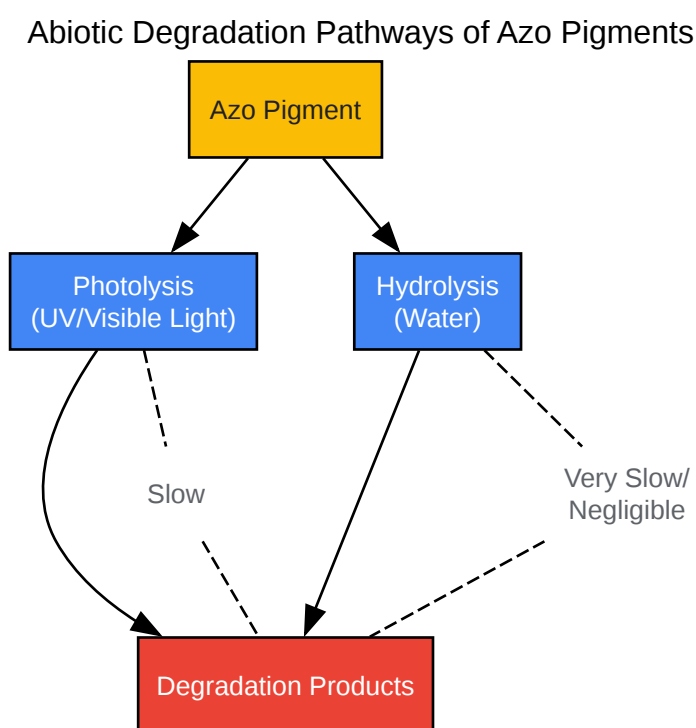 Abiotic Degradation Pathways of Azo Pigments
Azo Pigment
Photolysis
(UV/Visible Light)
Hydrolysis
(Water)
Slow
Very Slow/
Negligible
Degradation Products